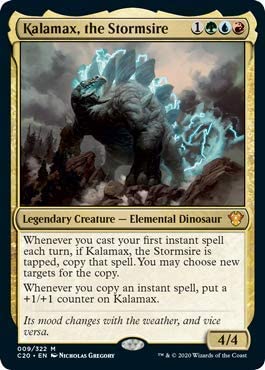 Kalamax, the Stormsire 1
Legendary Creature — Elemental Dinosaur
Whenever you cast your first instant spell
each turn, if Kalamax, the Stormsire is
tapped, copy that spell. You may choose new
targets for the copy.
Whenever you copy an instant spell, put a
+1/+1 counter on Kalamax.
Its mood changes with the weather, and vice
versa.
4/4
009/322 M
C20 • EN NICHOLAS GREGORY ™ & © 2020 Wizards of the Coast